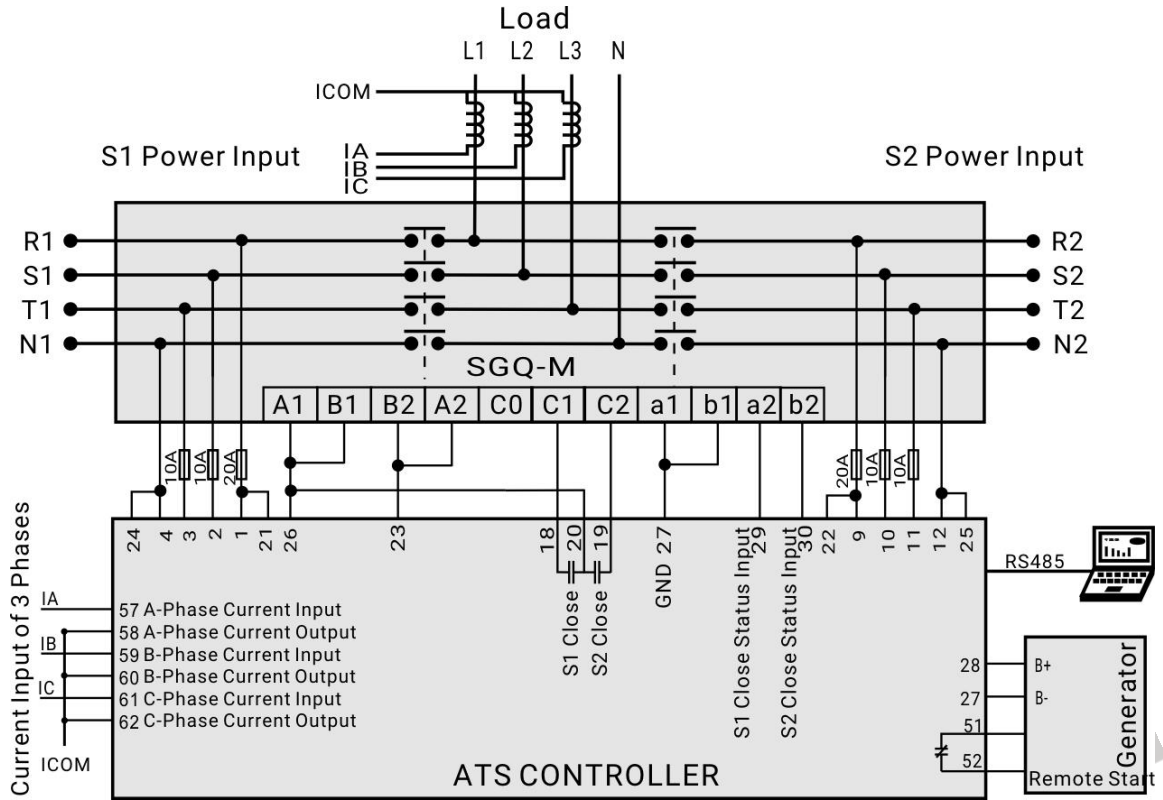 Load
L1 L2 L3 N
ICOM
IA
IB
IC
S1 Power Input
S2 Power Input
R1
S1
T1
N1
R2
S2
T2
N2
SGQ-M
A1 B1 B2 A2 C0 C1 C2 a1 b1 a2 b2
10A 10A 20A
20A 10A 10A
24 4 3 2 1 21 26 23 18 20 19 GND 27 29 30 22 9 10 11 12 25
S1 Close
S2 Close
S1 Close Status Input
S2 Close Status Input
RS485
Current Input of 3 Phases
IA
IB
IC
ICOM
57 A-Phase Current Input
58 A-Phase Current Output
59 B-Phase Current Input
60 B-Phase Current Output
61 C-Phase Current Input
62 C-Phase Current Output
28 B+
27 B-
51
52
Generator
Remote Start
ATS CONTROLLER